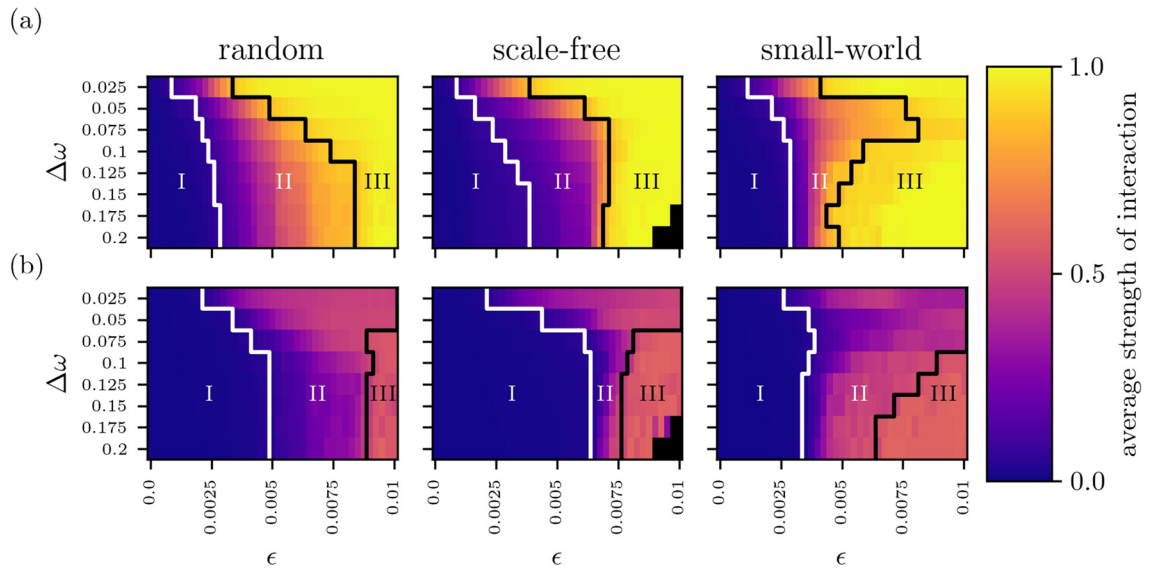 (a)
random scale-free small-world
Δω
0.025
0.05
0.075
0.1
0.125
0.15
0.175
0.2
I II III
I II III
I II III
(b)
Δω
0.025
0.05
0.075
0.1
0.125
0.15
0.175
0.2
I II III
I II III
I II III
0.0 0.0025 0.005 0.0075 0.01
0.0 0.0025 0.005 0.0075 0.01
0.0 0.0025 0.005 0.0075 0.01
ϵ ϵ ϵ
1.0
0.5
0.0
average strength of interaction